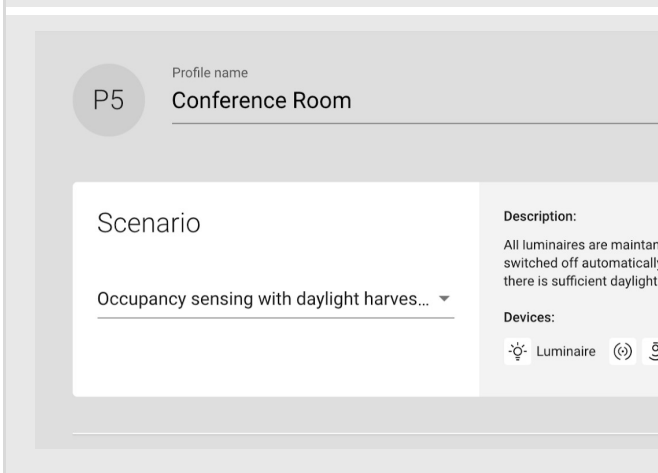 P5
Profile name
Conference Room
Scenario
Occupancy sensing with daylight harves...
Description:
All luminaires are maintan
switched off automatically
there is sufficient daylight
Devices:
Luminaire